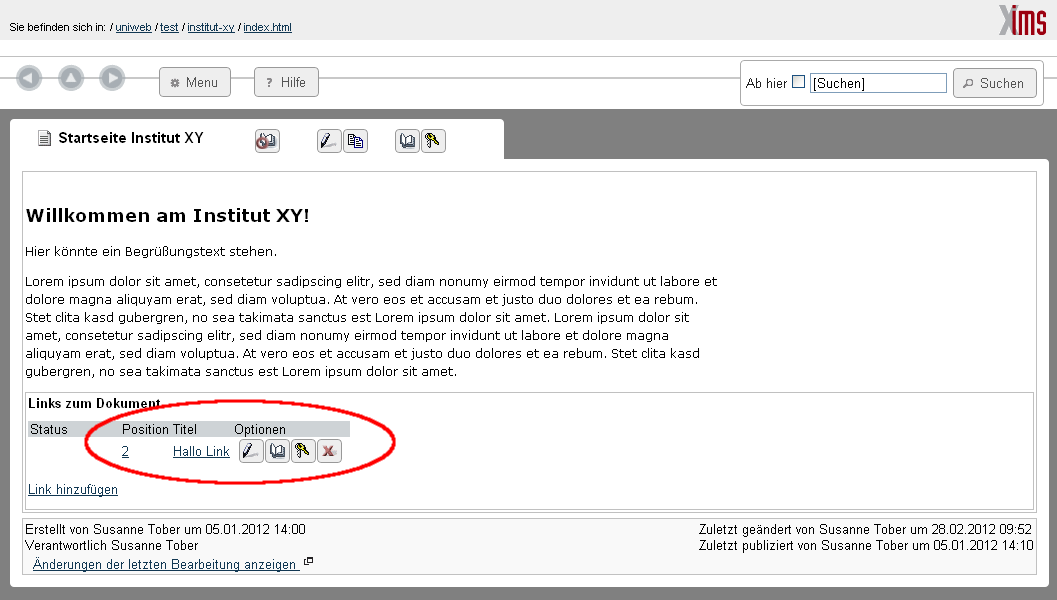 Sie befinden sich in: / uniweb / test / institut-xy / index.html
Xims
Menu
? Hilfe
Ab hier [Suchen] Suchen
Startseite Institut XY
Willkommen am Institut XY!
Hier könnte ein Begrüßungstext stehen.
Lorem ipsum dolor sit amet, consetetur sadipscing elitr, sed diam nonumy eirmod tempor invidunt ut labore et
dolore magna aliquyam erat, sed diam voluptua. At vero eos et accusam et justo duo dolores et ea rebum.
Stet clita kasd gubergren, no sea takimata sanctus est Lorem ipsum dolor sit amet. Lorem ipsum dolor sit
amet, consetetur sadipscing elitr, sed diam nonumy eirmod tempor invidunt ut labore et dolore magna
aliquyam erat, sed diam voluptua. At vero eos et accusam et justo duo dolores et ea rebum. Stet clita kasd
gubergren, no sea takimata sanctus est Lorem ipsum dolor sit amet.
Links zum Dokument
Status Position Titel Optionen
2 Hallo Link
Link hinzufügen
Erstellt von Susanne Tober um 05.01.2012 14:00
Zuletzt geändert von Susanne Tober um 28.02.2012 09:52
Verantwortlich Susanne Tober
Zuletzt publiziert von Susanne Tober um 05.01.2012 14:10
Änderungen der letzten Bearbeitung anzeigen